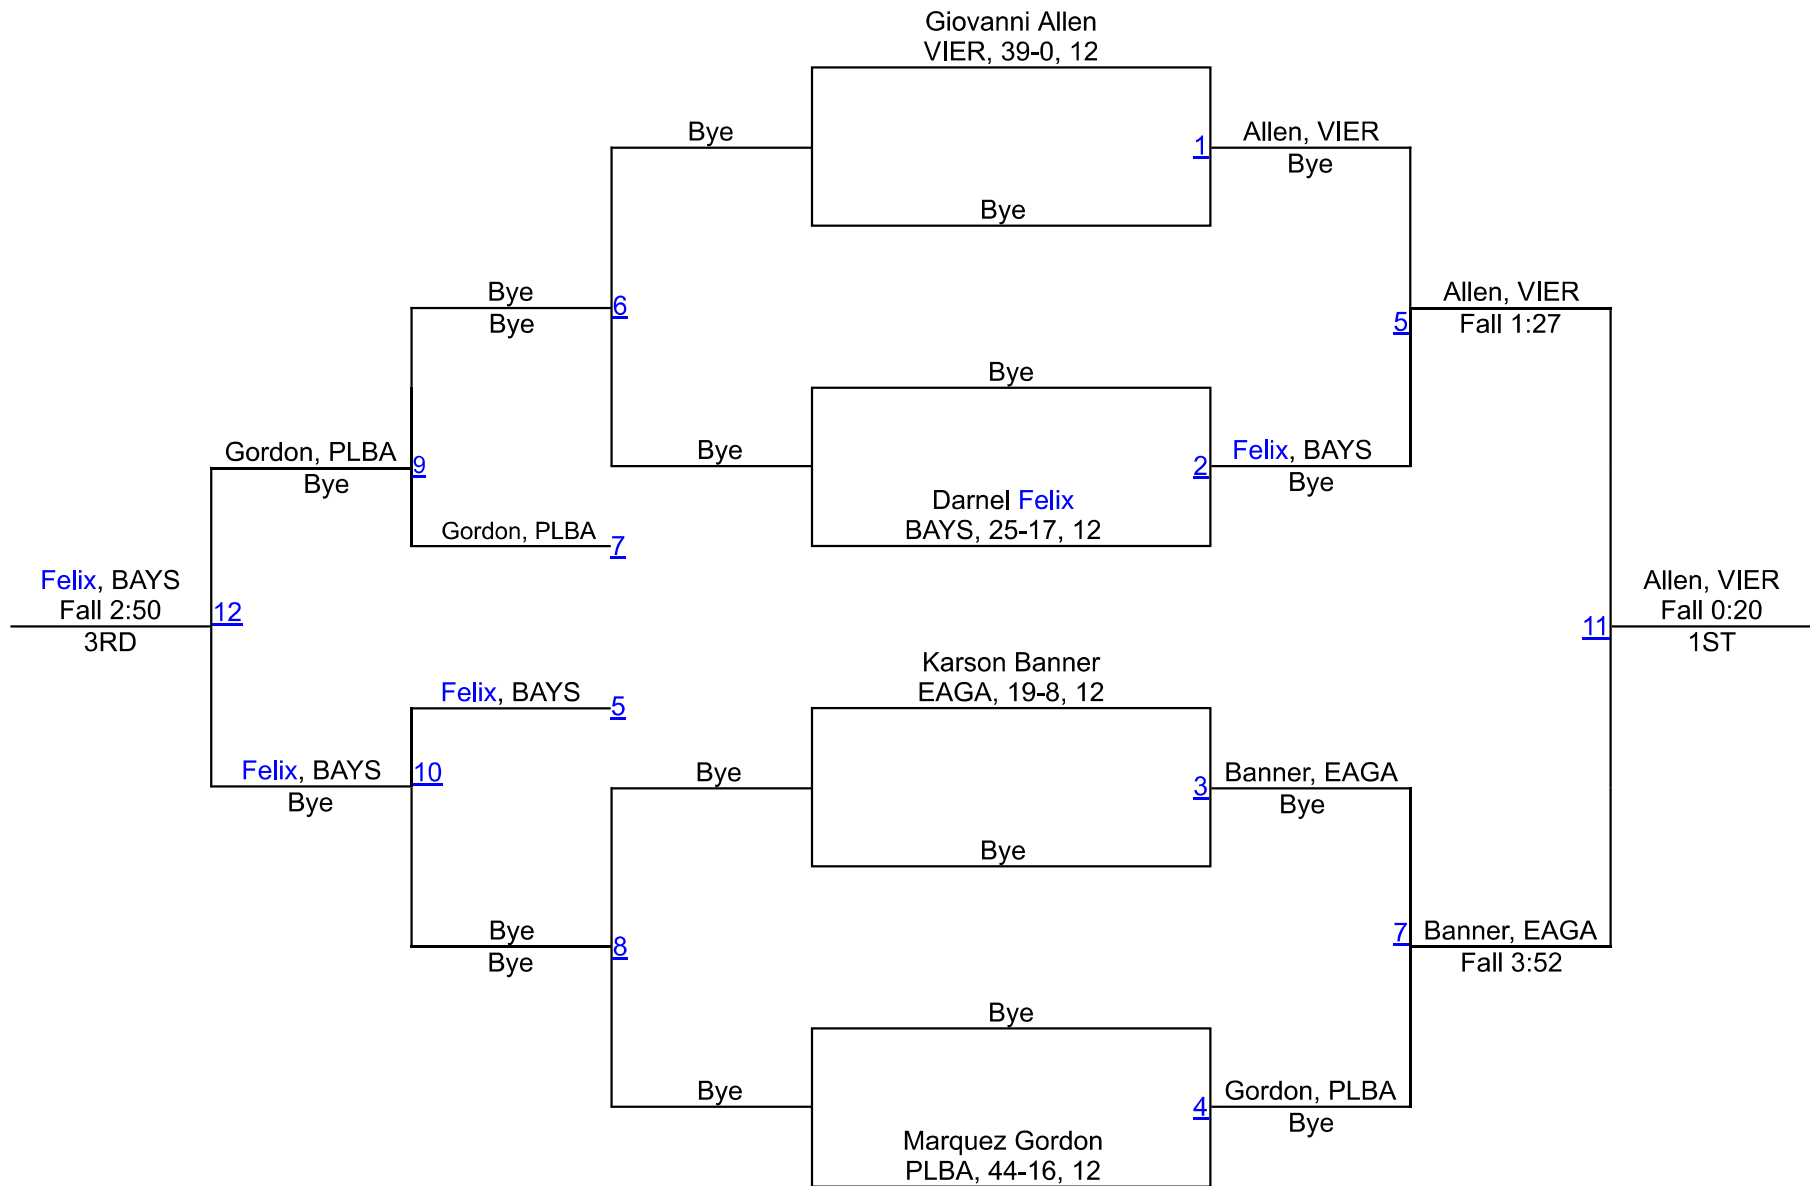 Giovanni Allen
VIER, 39-0, 12
Bye
1
Allen, VIER
Bye
Bye
Bye
Bye
6
Allen, VIER
5
Fall 1:27
Bye
Gordon, PLBA
9
Bye
Bye
2
Felix, BAYS
Bye
Darnel Felix
BAYS, 25-17, 12
Gordon, PLBA
7
Felix, BAYS
Fall 2:50
12
3RD
Allen, VIER
Fall 0:20
11
1ST
Karson Banner
EAGA, 19-8, 12
Felix, BAYS
5
Felix, BAYS
10
Bye
Bye
3
Banner, EAGA
Bye
Bye
Bye
8
Bye
7
Banner, EAGA
Fall 3:52
Bye
Bye
4
Gordon, PLBA
Bye
Marquez Gordon
PLBA, 44-16, 12